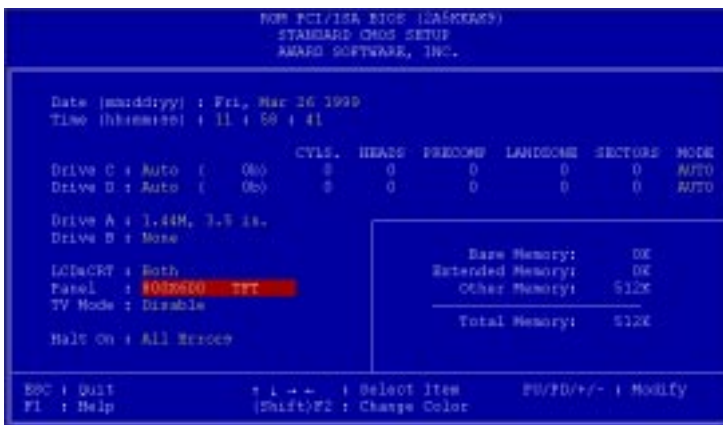 ROM PCI/ISA BIOS (2A5KKAK9)
STANDARD CMOS SETUP
AWARD SOFTWARE, INC.
Date (mm:dd:yy) : Fri, Mar 26 1999
Time (hh:mm:ss) : 11 : 59 : 41
CYLS. HEADS PRECOMP LANDZONE SECTORS MODE
Drive C : Auto ( 0Mb) 0 0 0 0 0 AUTO
Drive D : Auto ( 0Mb) 0 0 0 0 0 AUTO
Drive A : 1.44M, 3.5 in.
Drive B : None
LCD&CRT : Both
Panel : 800X600 TFT
TV Mode : Disable
Halt On : All Errors
Base Memory: 0K
Extended Memory: 0K
Other Memory: 512K
Total Memory: 512K
ESC : Quit ↑ ↓ → ← : Select Item PU/PD/+/- : Modify
F1 : Help (Shift)F2 : Change Color